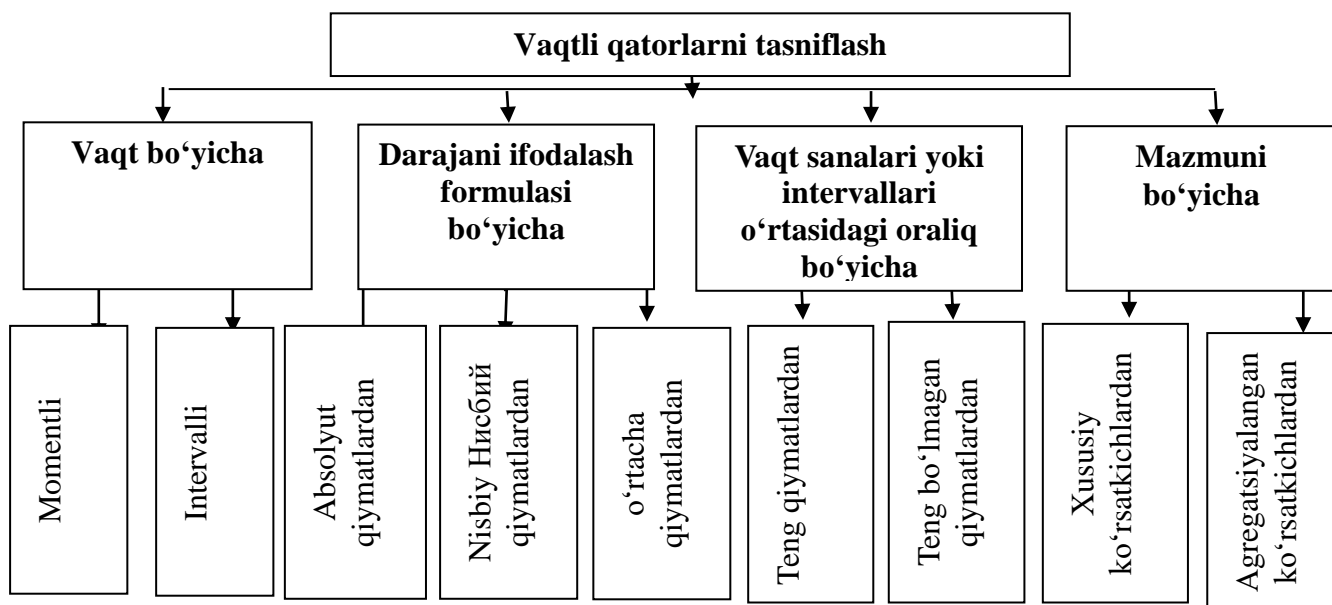 Vaqtli qatorlarni tasniflash
Vaqt bo‘yicha
Darajani ifodalash
formulasi
bo‘yicha
Vaqt sanalari yoki
intervallari
o‘rtasidagi oraliq
bo‘yicha
Mazmuni
bo‘yicha
Momentli
Intervalli
Absolyut
qiymatlardan
Nisbiy Нисбий
qiymatlardan
o‘rtacha
qiymatlardan
Teng qiymatlardan
Teng bo‘lmagan
qiymatlardan
Xususiy
ko‘rsatkichlardan
Agregatsiyalangan
ko‘rsatkichlardan